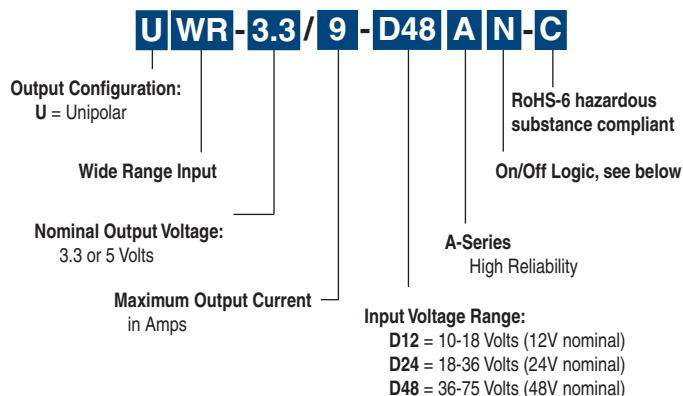 UWR-3.3/9-D48AN-C
Output Configuration:
U = Unipolar
Wide Range Input
Nominal Output Voltage:
3.3 or 5 Volts
Maximum Output Current
in Amps
Input Voltage Range:
D12 = 10-18 Volts (12V nominal)
D24 = 18-36 Volts (24V nominal)
D48 = 36-75 Volts (48V nominal)
A-Series
High Reliability
On/Off Logic, see below
RoHS-6 hazardous
substance compliant